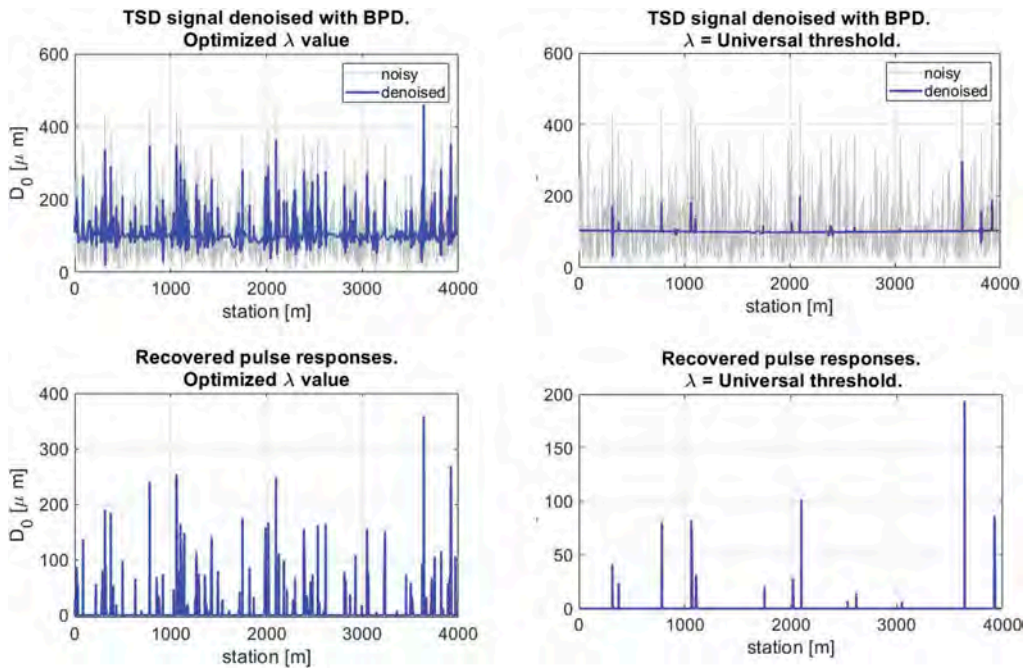 TSD signal denoised with BPD.
Optimized λ value
600
400
200
0
D₀ [μ m]
noisy
denoised
0 1000 2000 3000 4000
station [m]
TSD signal denoised with BPD.
λ = Universal threshold.
600
400
200
0
noisy
denoised
0 1000 2000 3000 4000
station [m]
Recovered pulse responses.
Optimized λ value
400
300
200
100
0
D₀ [μ m]
0 1000 2000 3000 4000
station [m]
Recovered pulse responses.
λ = Universal threshold.
200
150
100
50
0
0 1000 2000 3000 4000
station [m]